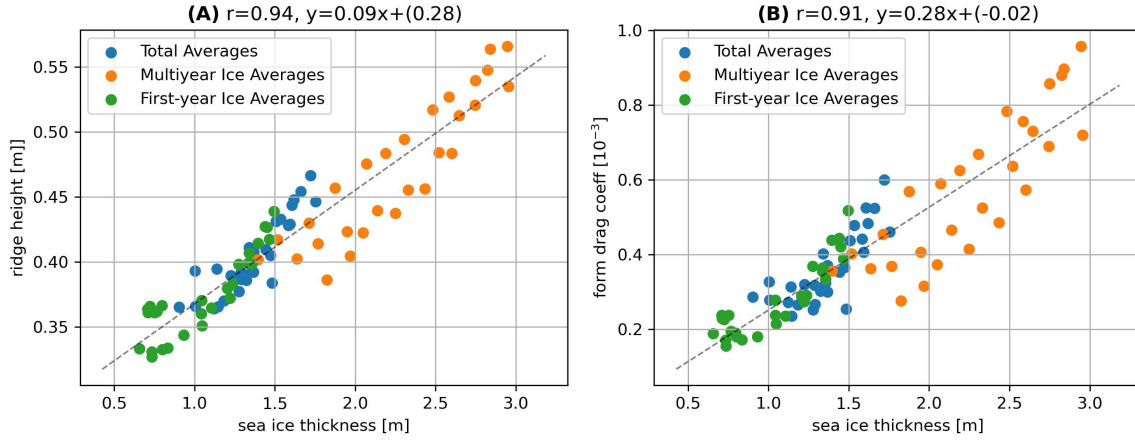 (A) r=0.94, y=0.09x+(0.28)
ridge height [m]]
0.55
0.50
0.45
0.40
0.35
Total Averages
Multiyear Ice Averages
First-year Ice Averages
0.5 1.0 1.5 2.0 2.5 3.0
sea ice thickness [m]
(B) r=0.91, y=0.28x+(-0.02)
form drag coeff [10⁻³]
1.0
0.8
0.6
0.4
0.2
Total Averages
Multiyear Ice Averages
First-year Ice Averages
0.5 1.0 1.5 2.0 2.5 3.0
sea ice thickness [m]